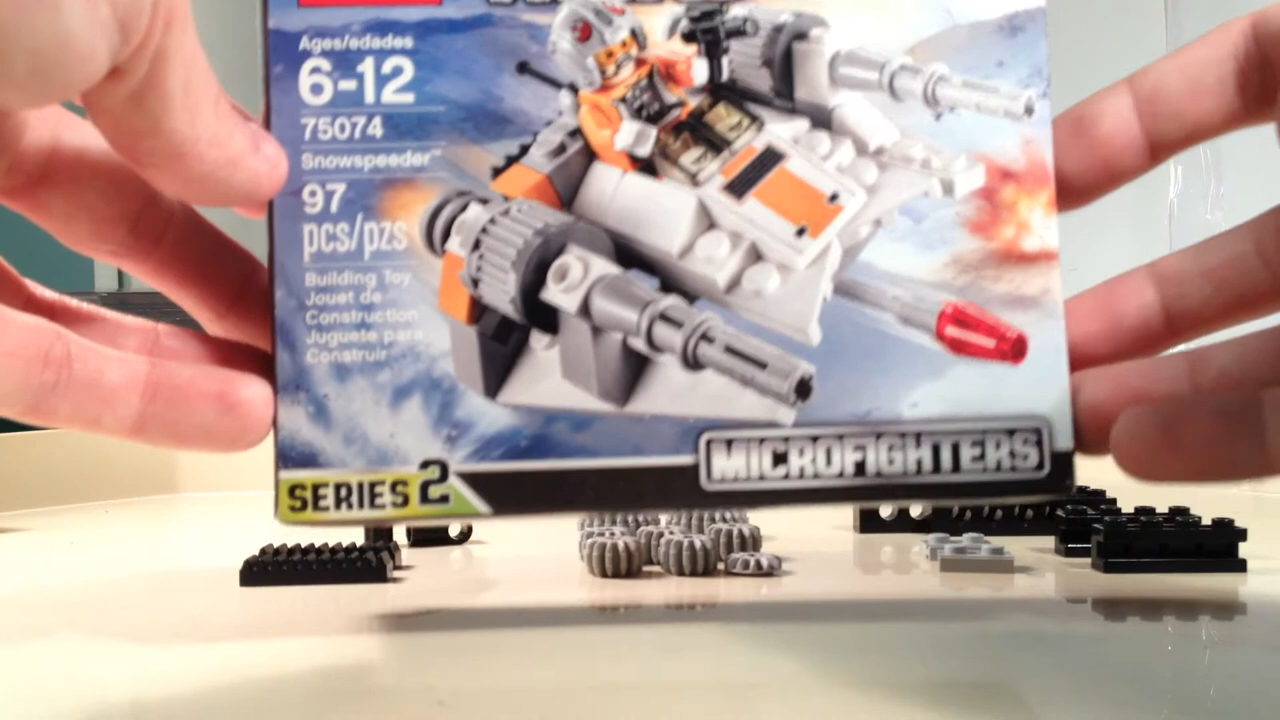 Ages/edades
6-12
75074
Snowspeeder™
97
pcs/pzs
Building Toy
Jouet de
Construction
Juguete para
Construir
MICROFIGHTERS
SERIES 2